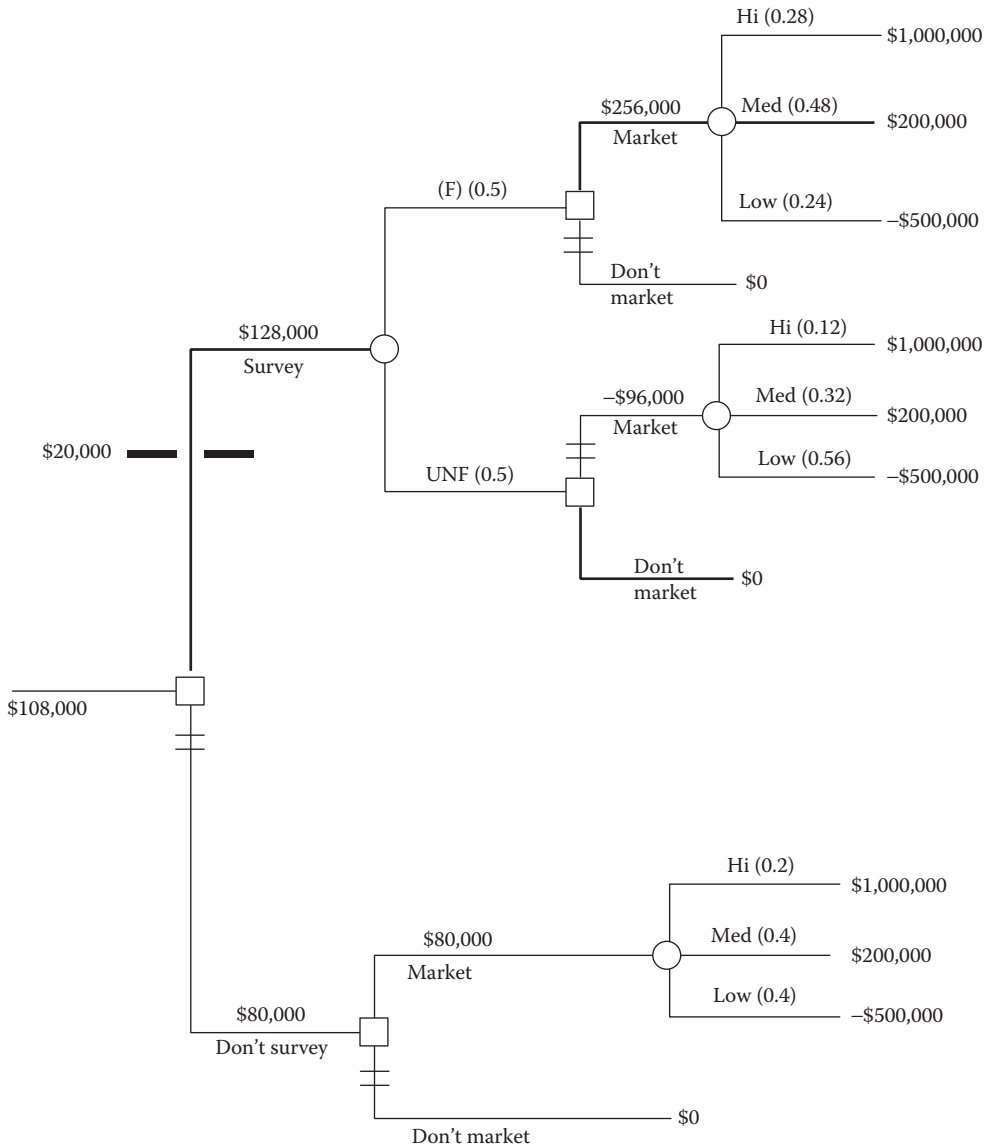 Hi (0.28)
$1,000,000
$256,000
Market
Med (0.48)
$200,000
(F) (0.5)
Low (0.24)
–$500,000
Don't
market
$0
$128,000
Survey
Hi (0.12)
$1,000,000
–$96,000
Market
Med (0.32)
$200,000
$20,000
UNF (0.5)
Low (0.56)
–$500,000
Don't
market
$0
$108,000
Hi (0.2)
$1,000,000
$80,000
Market
Med (0.4)
$200,000
Low (0.4)
–$500,000
$80,000
Don't survey
$0
Don't market